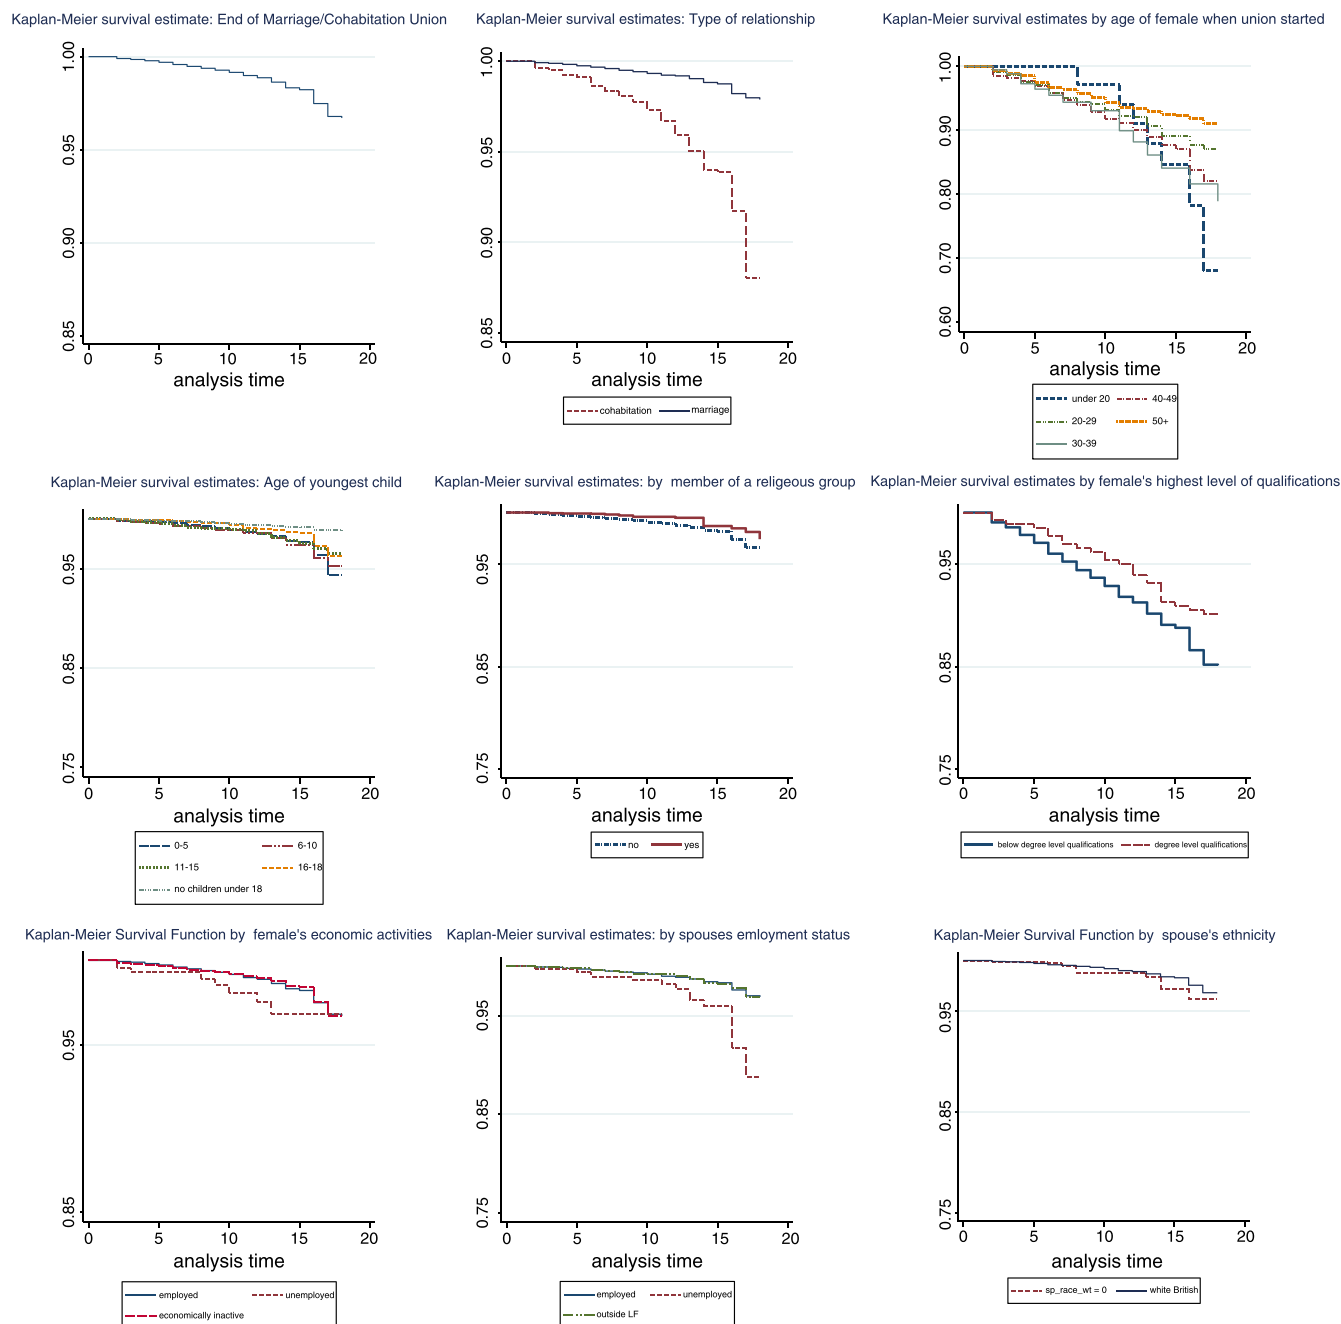 Kaplan-Meier survival estimate: End of Marriage/Cohabitation Union
1.00
0.95
0.90
0.85
0 5 10 15 20
analysis time
Kaplan-Meier survival estimates: Type of relationship
1.00
0.95
0.90
0.85
0 5 10 15 20
analysis time
cohabitation marriage
Kaplan-Meier survival estimates by age of female when union started
1.00
0.90
0.80
0.70
0.60
0 5 10 15 20
analysis time
under 20 40-49
20-29 50+
30-39
Kaplan-Meier survival estimates: Age of youngest child
0.95
0.85
0.75
0 5 10 15 20
analysis time
0-5 6-10
11-15 16-18
no children under 18
Kaplan-Meier survival estimates: by member of a religeous group
0.95
0.85
0.75
0 5 10 15 20
analysis time
no yes
Kaplan-Meier survival estimates by female's highest level of qualifications
0.95
0.85
0.75
0 5 10 15 20
analysis time
below degree level qualifications degree level qualifications
Kaplan-Meier Survival Function by female's economic activities
0.95
0.85
0 5 10 15 20
analysis time
employed unemployed
economically inactive
Kaplan-Meier survival estimates: by spouses emloyment status
0.95
0.85
0.75
0 5 10 15 20
analysis time
employed unemployed
outside LF
Kaplan-Meier Survival Function by spouse's ethnicity
0.95
0.85
0.75
0 5 10 15 20
analysis time
sp_race_wt = 0 white British